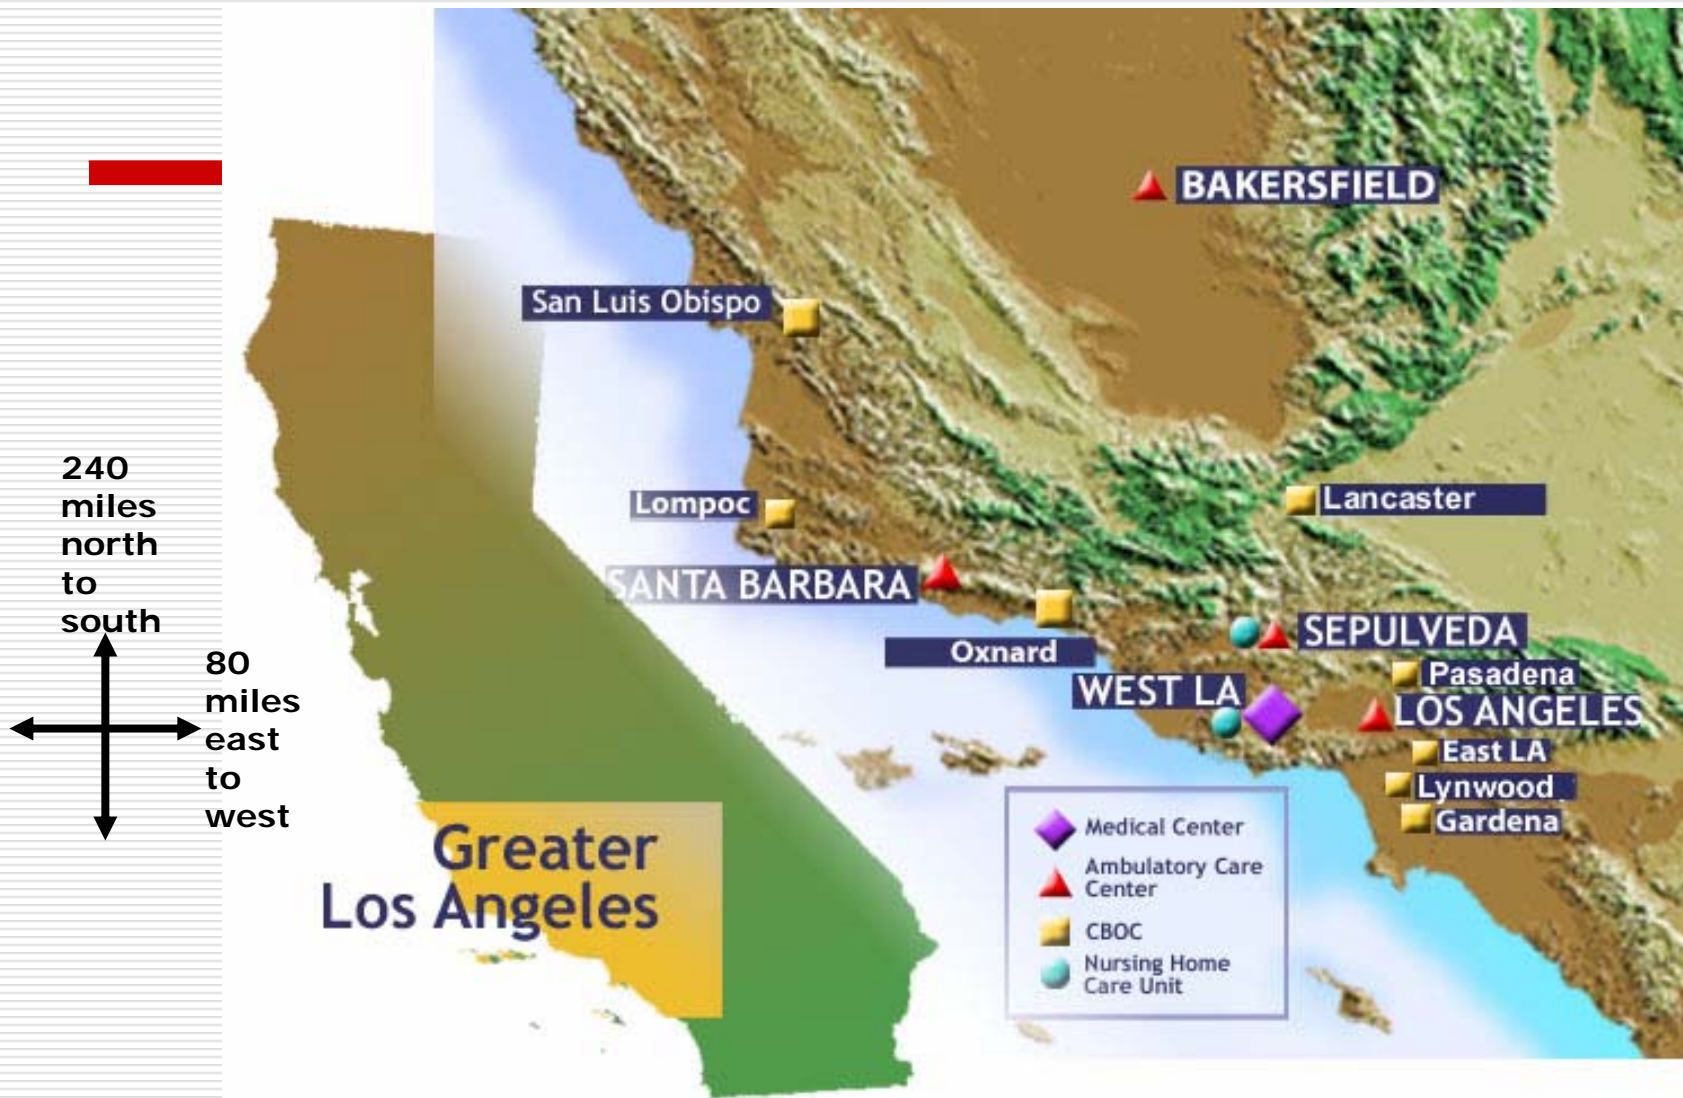 240
miles
north
to
south
80
miles
east
to
west
BAKERSFIELD
San Luis Obispo
Lompoc
Lancaster
SANTA BARBARA
Oxnard
SEPULVEDA
Pasadena
WEST LA
LOS ANGELES
East LA
Lynwood
Gardena
Greater
Los Angeles
Medical Center
Ambulatory Care
Center
CBOC
Nursing Home
Care Unit